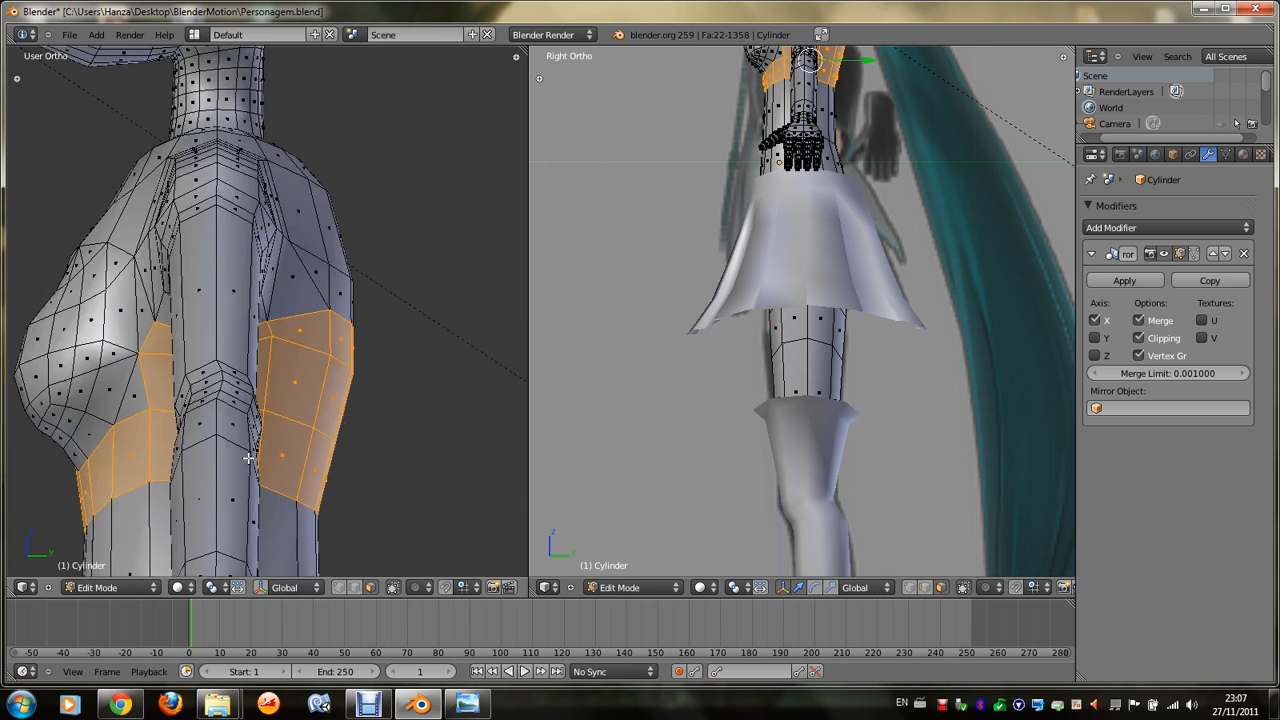 Blender* [C:\Users\Hanza\Desktop\BlenderMotion\Personagem.blend]
File Add Render Help Default Scene Blender Render blender.org 259 | Fa:22-1358 | Cylinder
View Search All Scenes
User Ortho
Right Ortho
Scene
RenderLayers
World
Camera
Cylinder
Modifiers
Add Modifier
ror
Apply Copy
Axis: Options: Textures:
X Merge U
Y Clipping V
Z Vertex Gr
Merge Limit: 0.001000
Mirror Object:
z
y
(1) Cylinder
z
y
(1) Cylinder
Edit Mode Global
Edit Mode Global
-50 -40 -30 -20 -10 0 10 20 30 40 50 60 70 80 90 100 110 120 130 140 150 160 170 180 190 200 210 220 230 240 250 260 270 280
View Frame Playback Start: 1 End: 250 1 No Sync
EN
23:07
27/11/2011